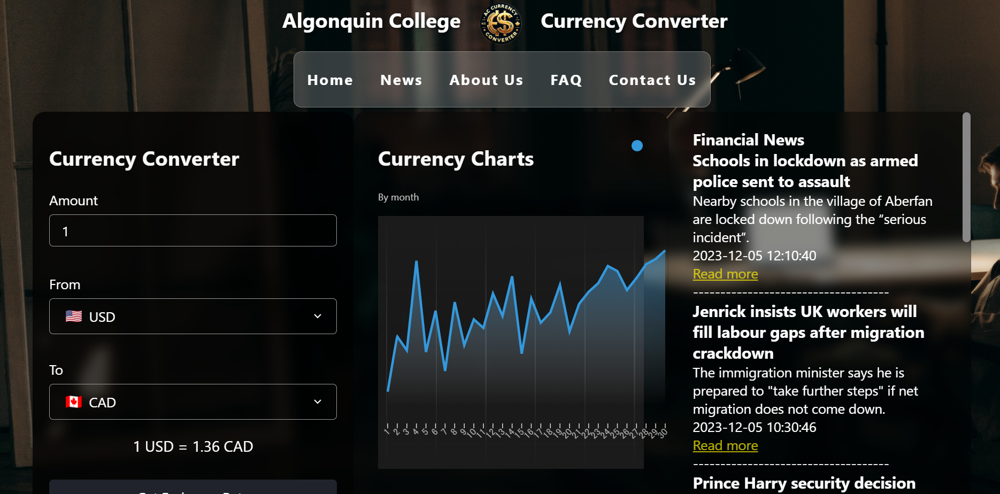 Algonquin College
AC CURRENCY
CONVERTER
Currency Converter
Home News About Us FAQ Contact Us
Currency Converter
Amount
1
From
USD
To
CAD
1 USD = 1.36 CAD
Currency Charts
By month
1 2 3 4 5 6 7 8 9 10 11 12 13 14 15 16 17 18 19 20 21 22 23 24 25 26 27 28 29 30
Financial News
Schools in lockdown as armed
police sent to assault
Nearby schools in the village of Aberfan
are locked down following the “serious
incident”.
2023-12-05 12:10:40
Read more
------------------------------------
Jenrick insists UK workers will
fill labour gaps after migration
crackdown
The immigration minister says he is
prepared to "take further steps" if net
migration does not come down.
2023-12-05 10:30:46
Read more
------------------------------------
Prince Harry security decision